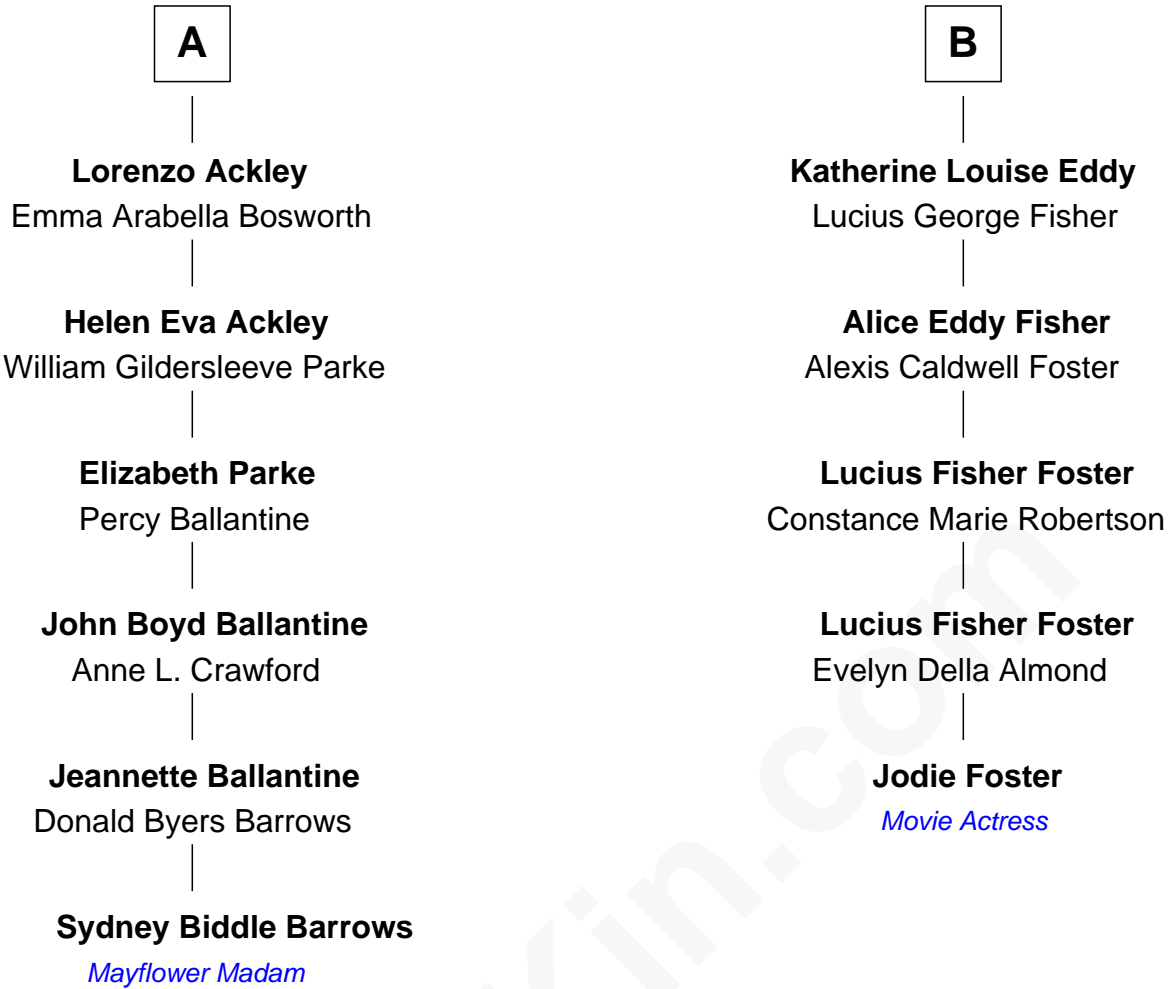 A
Lorenzo Ackley
Emma Arabella Bosworth
Helen Eva Ackley
William Gildersleeve Parke
Elizabeth Parke
Percy Ballantine
John Boyd Ballantine
Anne L. Crawford
Jeannette Ballantine
Donald Byers Barrows
Sydney Biddle Barrows
Mayflower Madam
B
Katherine Louise Eddy
Lucius George Fisher
Alice Eddy Fisher
Alexis Caldwell Foster
Lucius Fisher Foster
Constance Marie Robertson
Lucius Fisher Foster
Evelyn Della Almond
Jodie Foster
Movie Actress
Kin.com